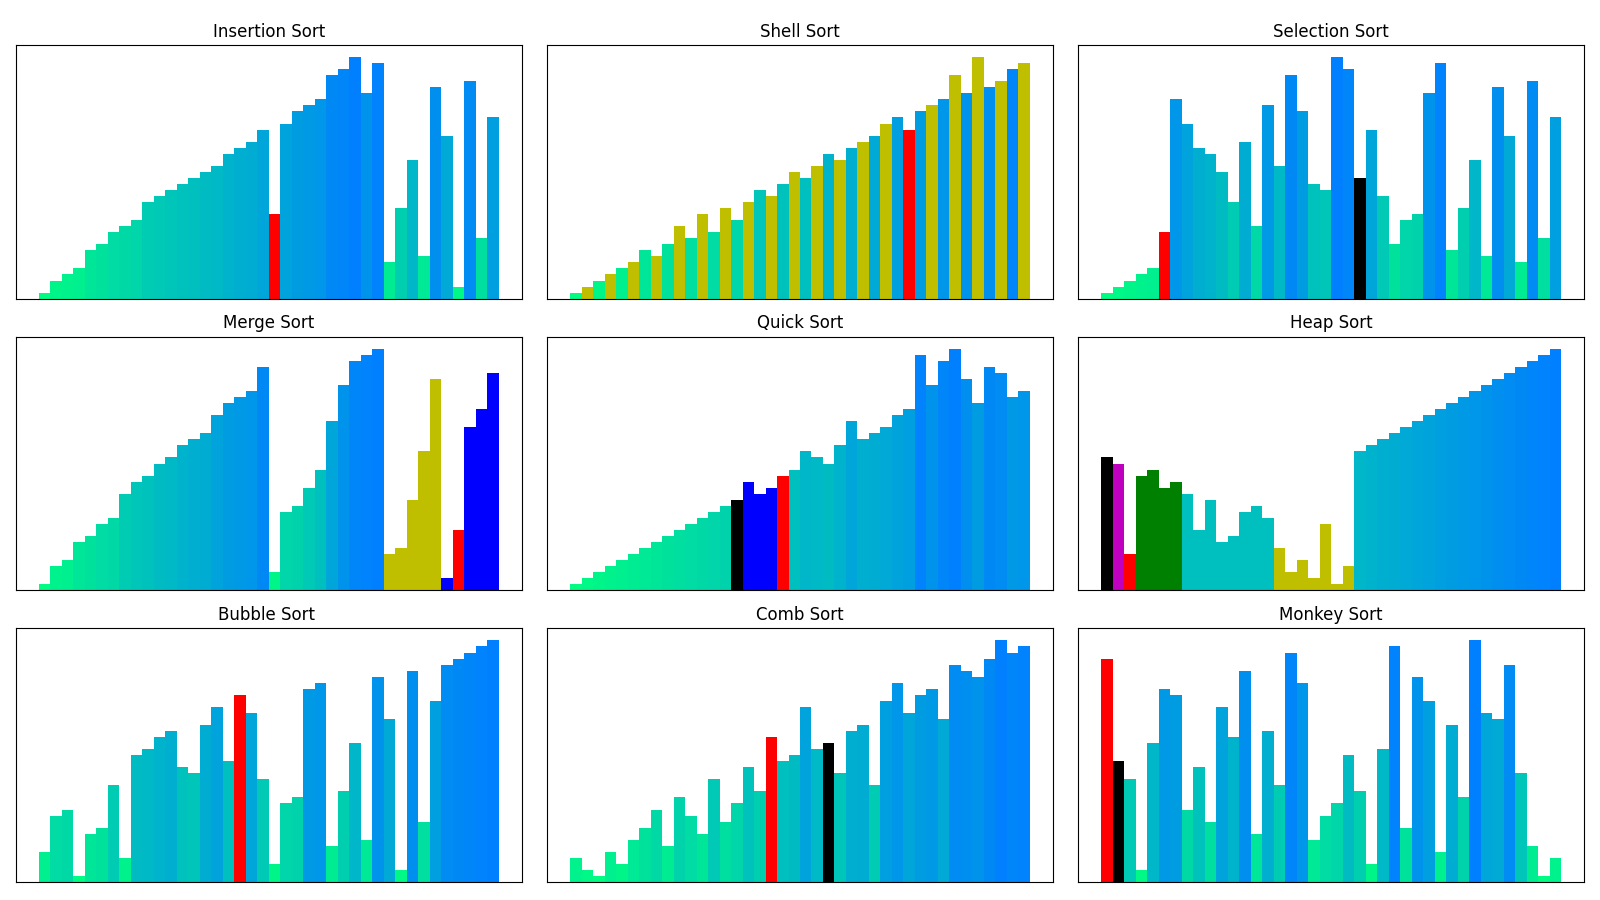 Insertion Sort
Shell Sort
Selection Sort
Merge Sort
Quick Sort
Heap Sort
Bubble Sort
Comb Sort
Monkey Sort